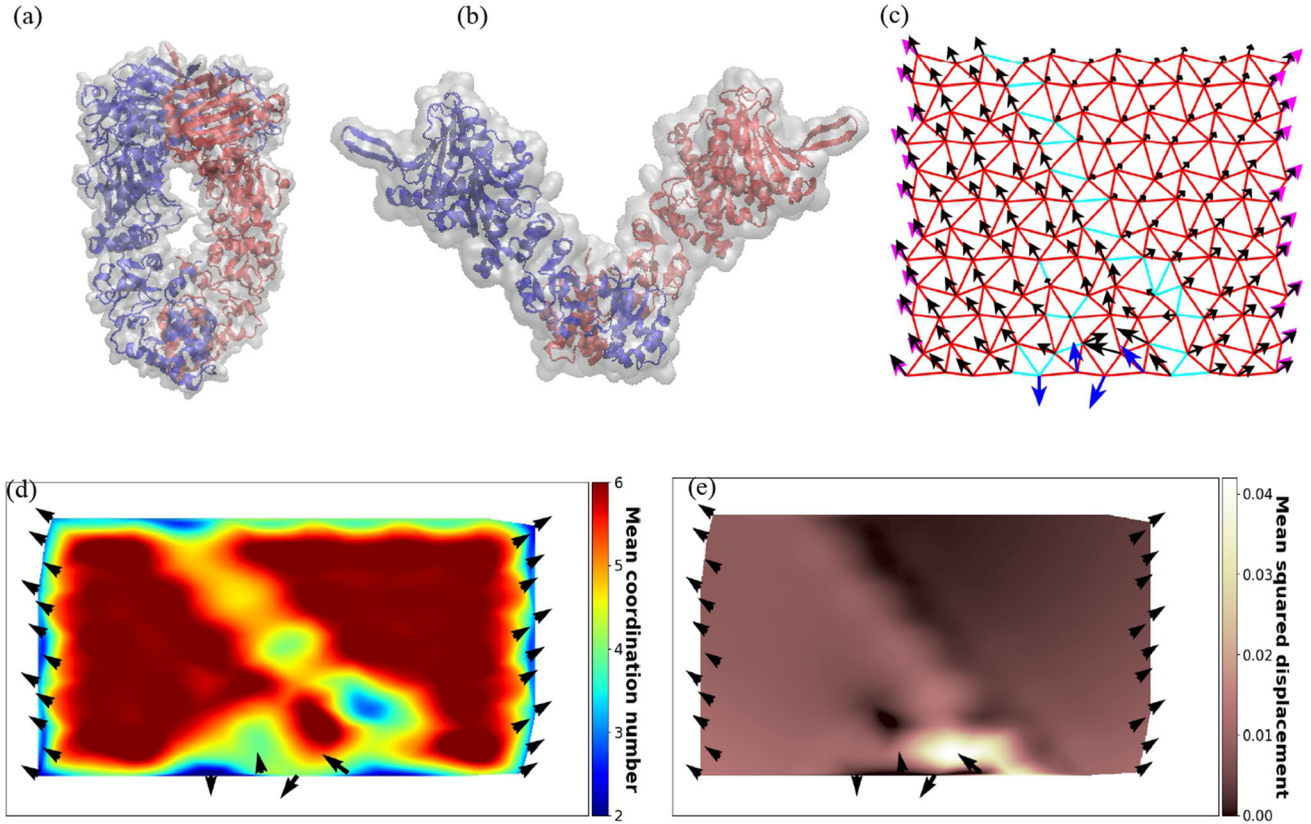 (a)
(b)
(c)
(d)
6
5
4
3
2
Mean coordination number
(e)
0.04
0.03
0.02
0.01
0.00
Mean squared displacement